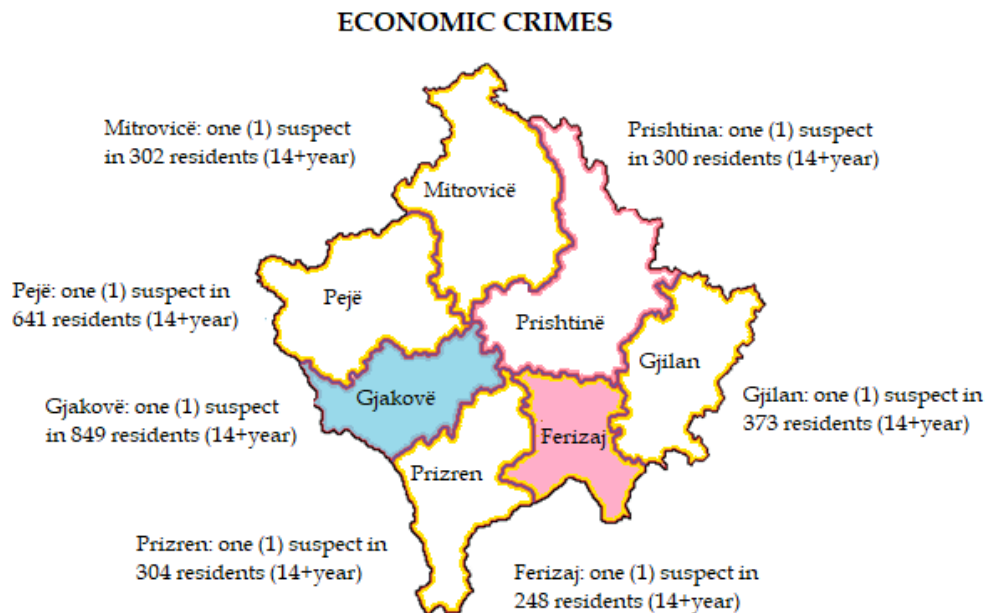 ECONOMIC CRIMES
Mitrovicë: one (1) suspect
in 302 residents (14+year)
Prishtina: one (1) suspect
in 300 residents (14+year)
Mitrovicë
Pejë: one (1) suspect in
641 residents (14+year)
Pejë
Prishtinë
Gjilan
Gjakovë: one (1) suspect
in 849 residents (14+year)
Gjakovë
Gjilan: one (1) suspect in
373 residents (14+year)
Ferizaj
Prizren
Prizren: one (1) suspect in
304 residents (14+year)
Ferizaj: one (1) suspect in
248 residents (14+year)